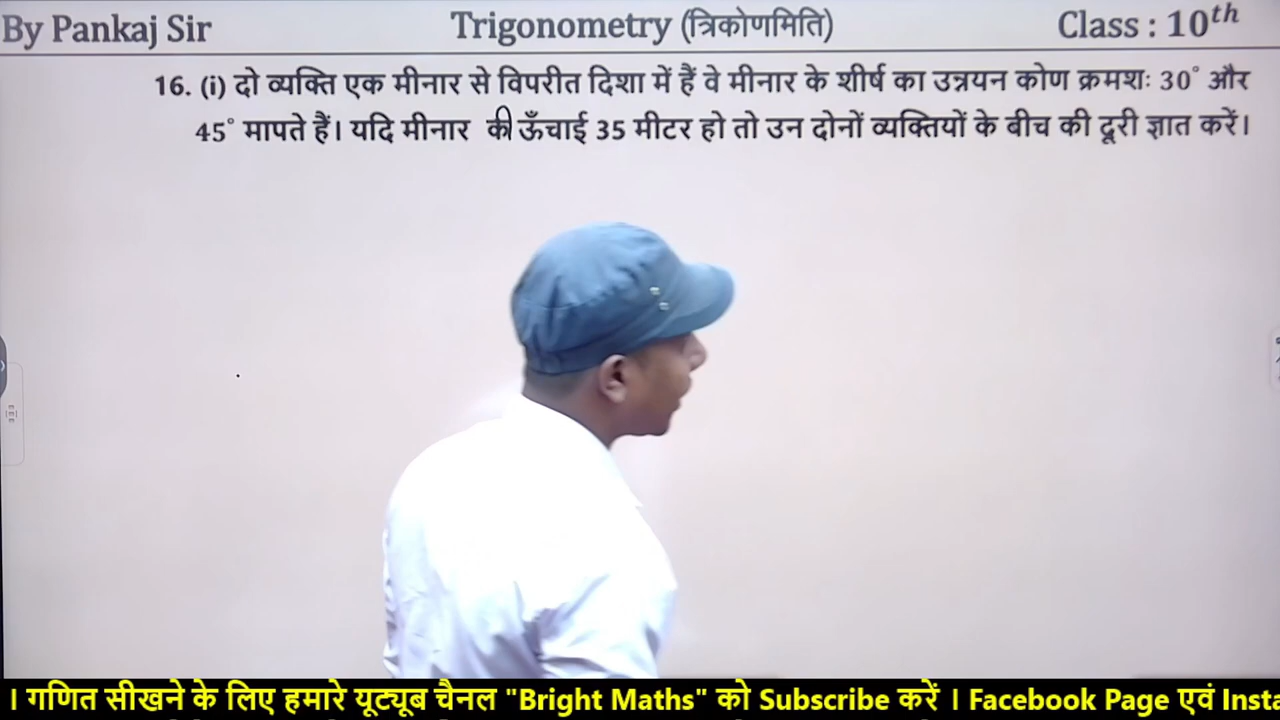 By Pankaj Sir Trigonometry (त्रिकोणमिति) Class : 10th
16. (i) दो व्यक्ति एक मीनार से विपरीत दिशा में हैं वे मीनार के शीर्ष का उन्नयन कोण क्रमशः 30° और
45° मापते हैं। यदि मीनार की ऊँचाई 35 मीटर हो तो उन दोनों व्यक्तियों के बीच की दूरी ज्ञात करें।
। गणित सीखने के लिए हमारे यूट्यूब चैनल "Bright Maths" को Subscribe करें । Facebook Page एवं Insta